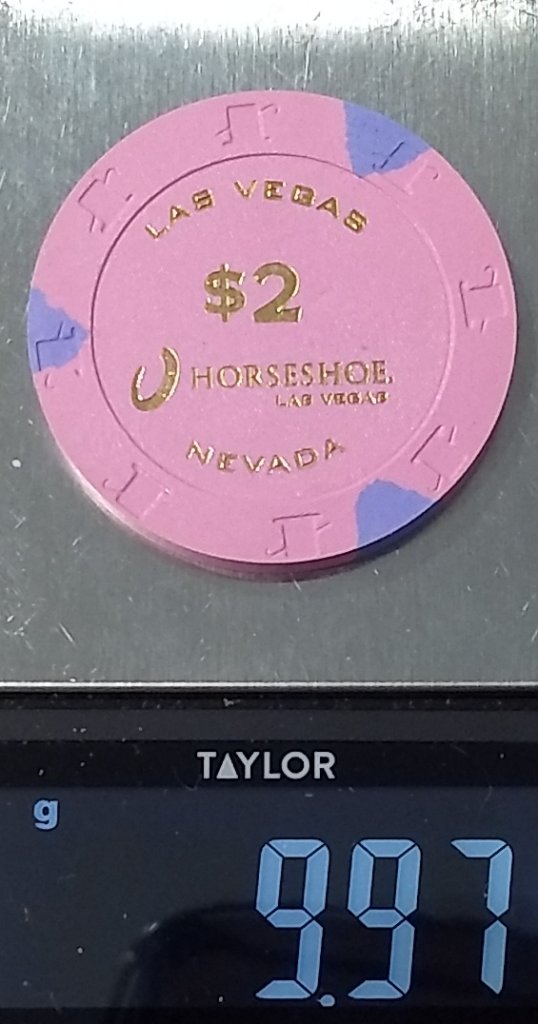 LAS VEGAS
$2
HORSESHOE
LAS VEGAS
NEVADA
TAYLOR
g
9.97